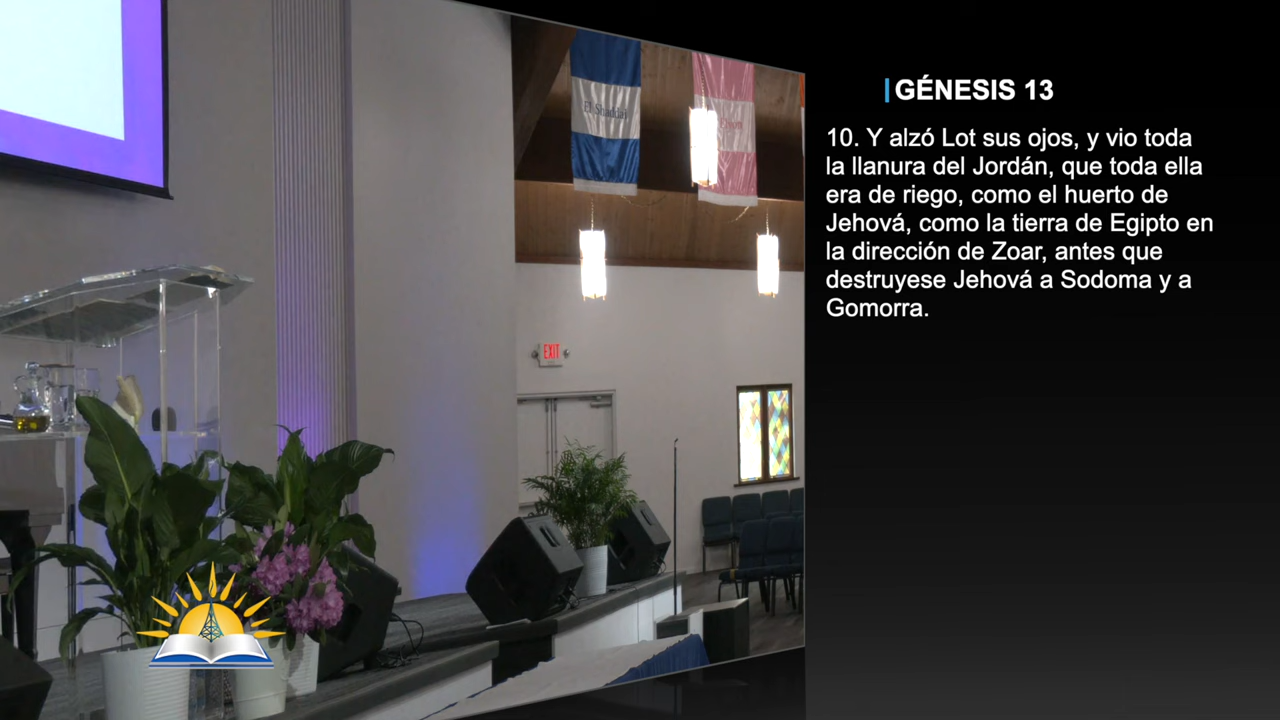 El Shaddai
EXIT
GÉNESIS 13
10. Y alzó Lot sus ojos, y vio toda
la llanura del Jordán, que toda ella
era de riego, como el huerto de
Jehová, como la tierra de Egipto en
la dirección de Zoar, antes que
destruyese Jehová a Sodoma y a
Gomorra.